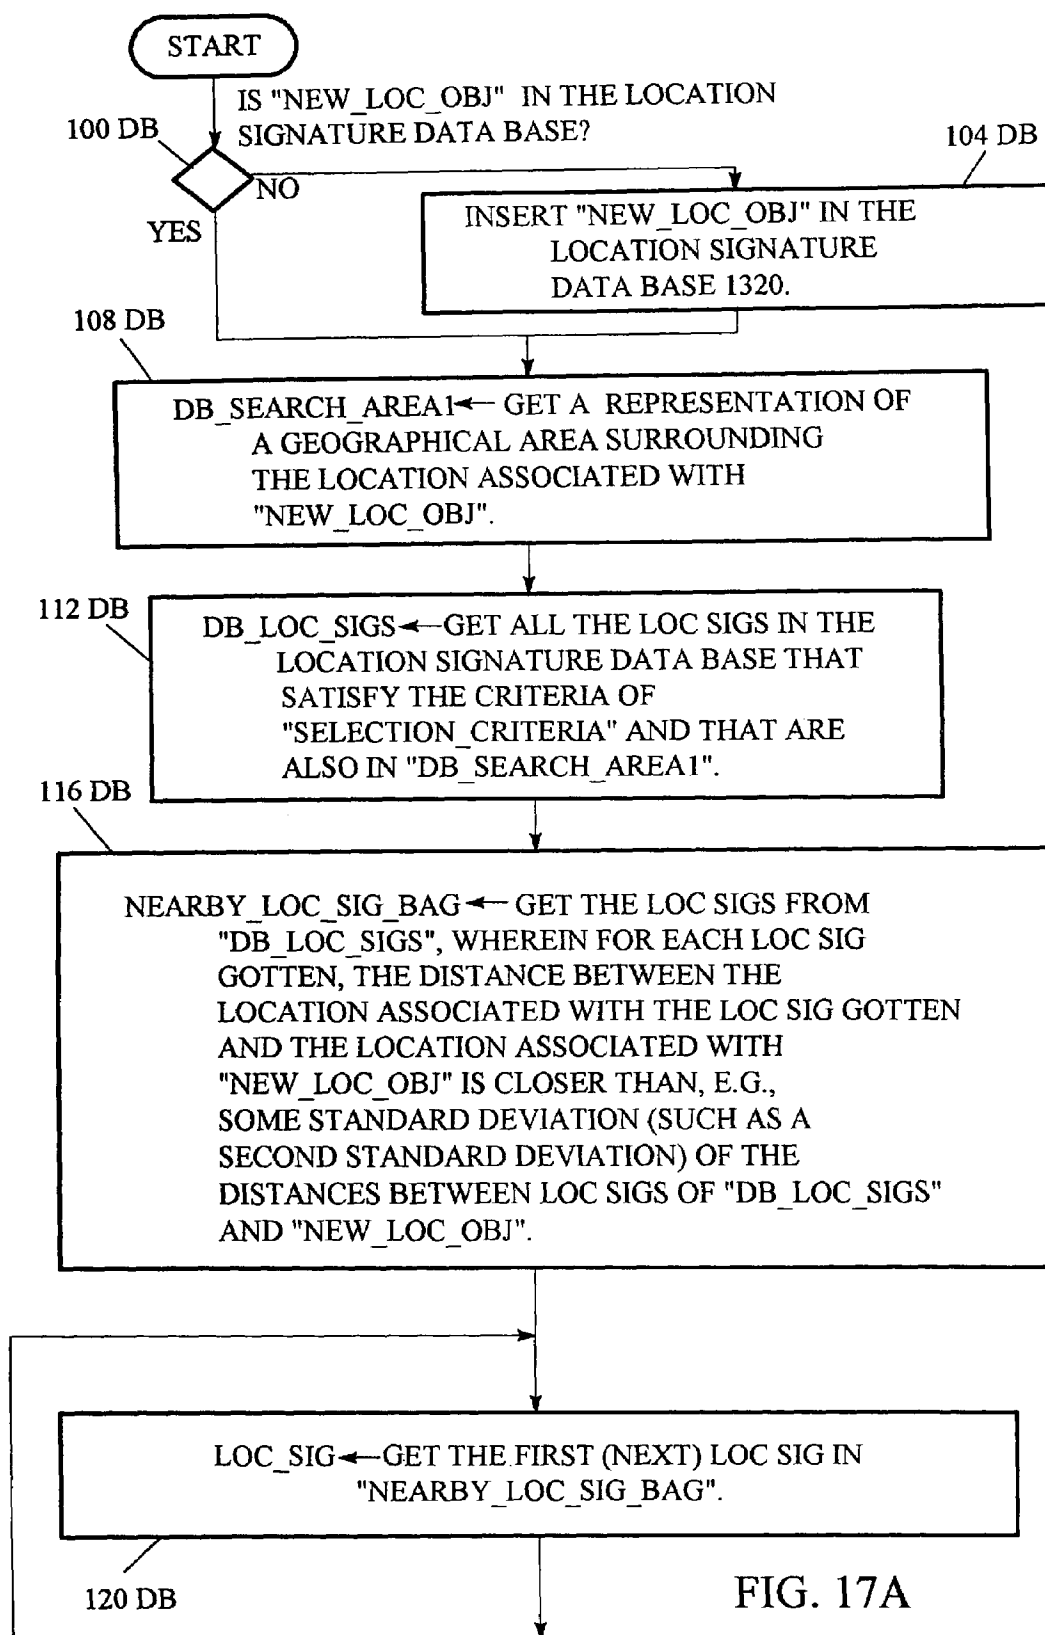 START
IS "NEW_LOC_OBJ" IN THE LOCATION
SIGNATURE DATA BASE?
100 DB
NO
YES
104 DB
INSERT "NEW_LOC_OBJ" IN THE
LOCATION SIGNATURE
DATA BASE 1320.
108 DB
DB_SEARCH_AREA1← GET A REPRESENTATION OF
A GEOGRAPHICAL AREA SURROUNDING
THE LOCATION ASSOCIATED WITH
"NEW_LOC_OBJ".
112 DB
DB_LOC_SIGS←GET ALL THE LOC SIGS IN THE
LOCATION SIGNATURE DATA BASE THAT
SATISFY THE CRITERIA OF
"SELECTION_CRITERIA" AND THAT ARE
ALSO IN "DB_SEARCH_AREA1".
116 DB
NEARBY_LOC_SIG_BAG← GET THE LOC SIGS FROM
"DB_LOC_SIGS", WHEREIN FOR EACH LOC SIG
GOTTEN, THE DISTANCE BETWEEN THE
LOCATION ASSOCIATED WITH THE LOC SIG GOTTEN
AND THE LOCATION ASSOCIATED WITH
"NEW_LOC_OBJ" IS CLOSER THAN, E.G.,
SOME STANDARD DEVIATION (SUCH AS A
SECOND STANDARD DEVIATION) OF THE
DISTANCES BETWEEN LOC SIGS OF "DB_LOC_SIGS"
AND "NEW_LOC_OBJ".
LOC_SIG←GET THE FIRST (NEXT) LOC SIG IN
"NEARBY_LOC_SIG_BAG".
120 DB
FIG. 17A